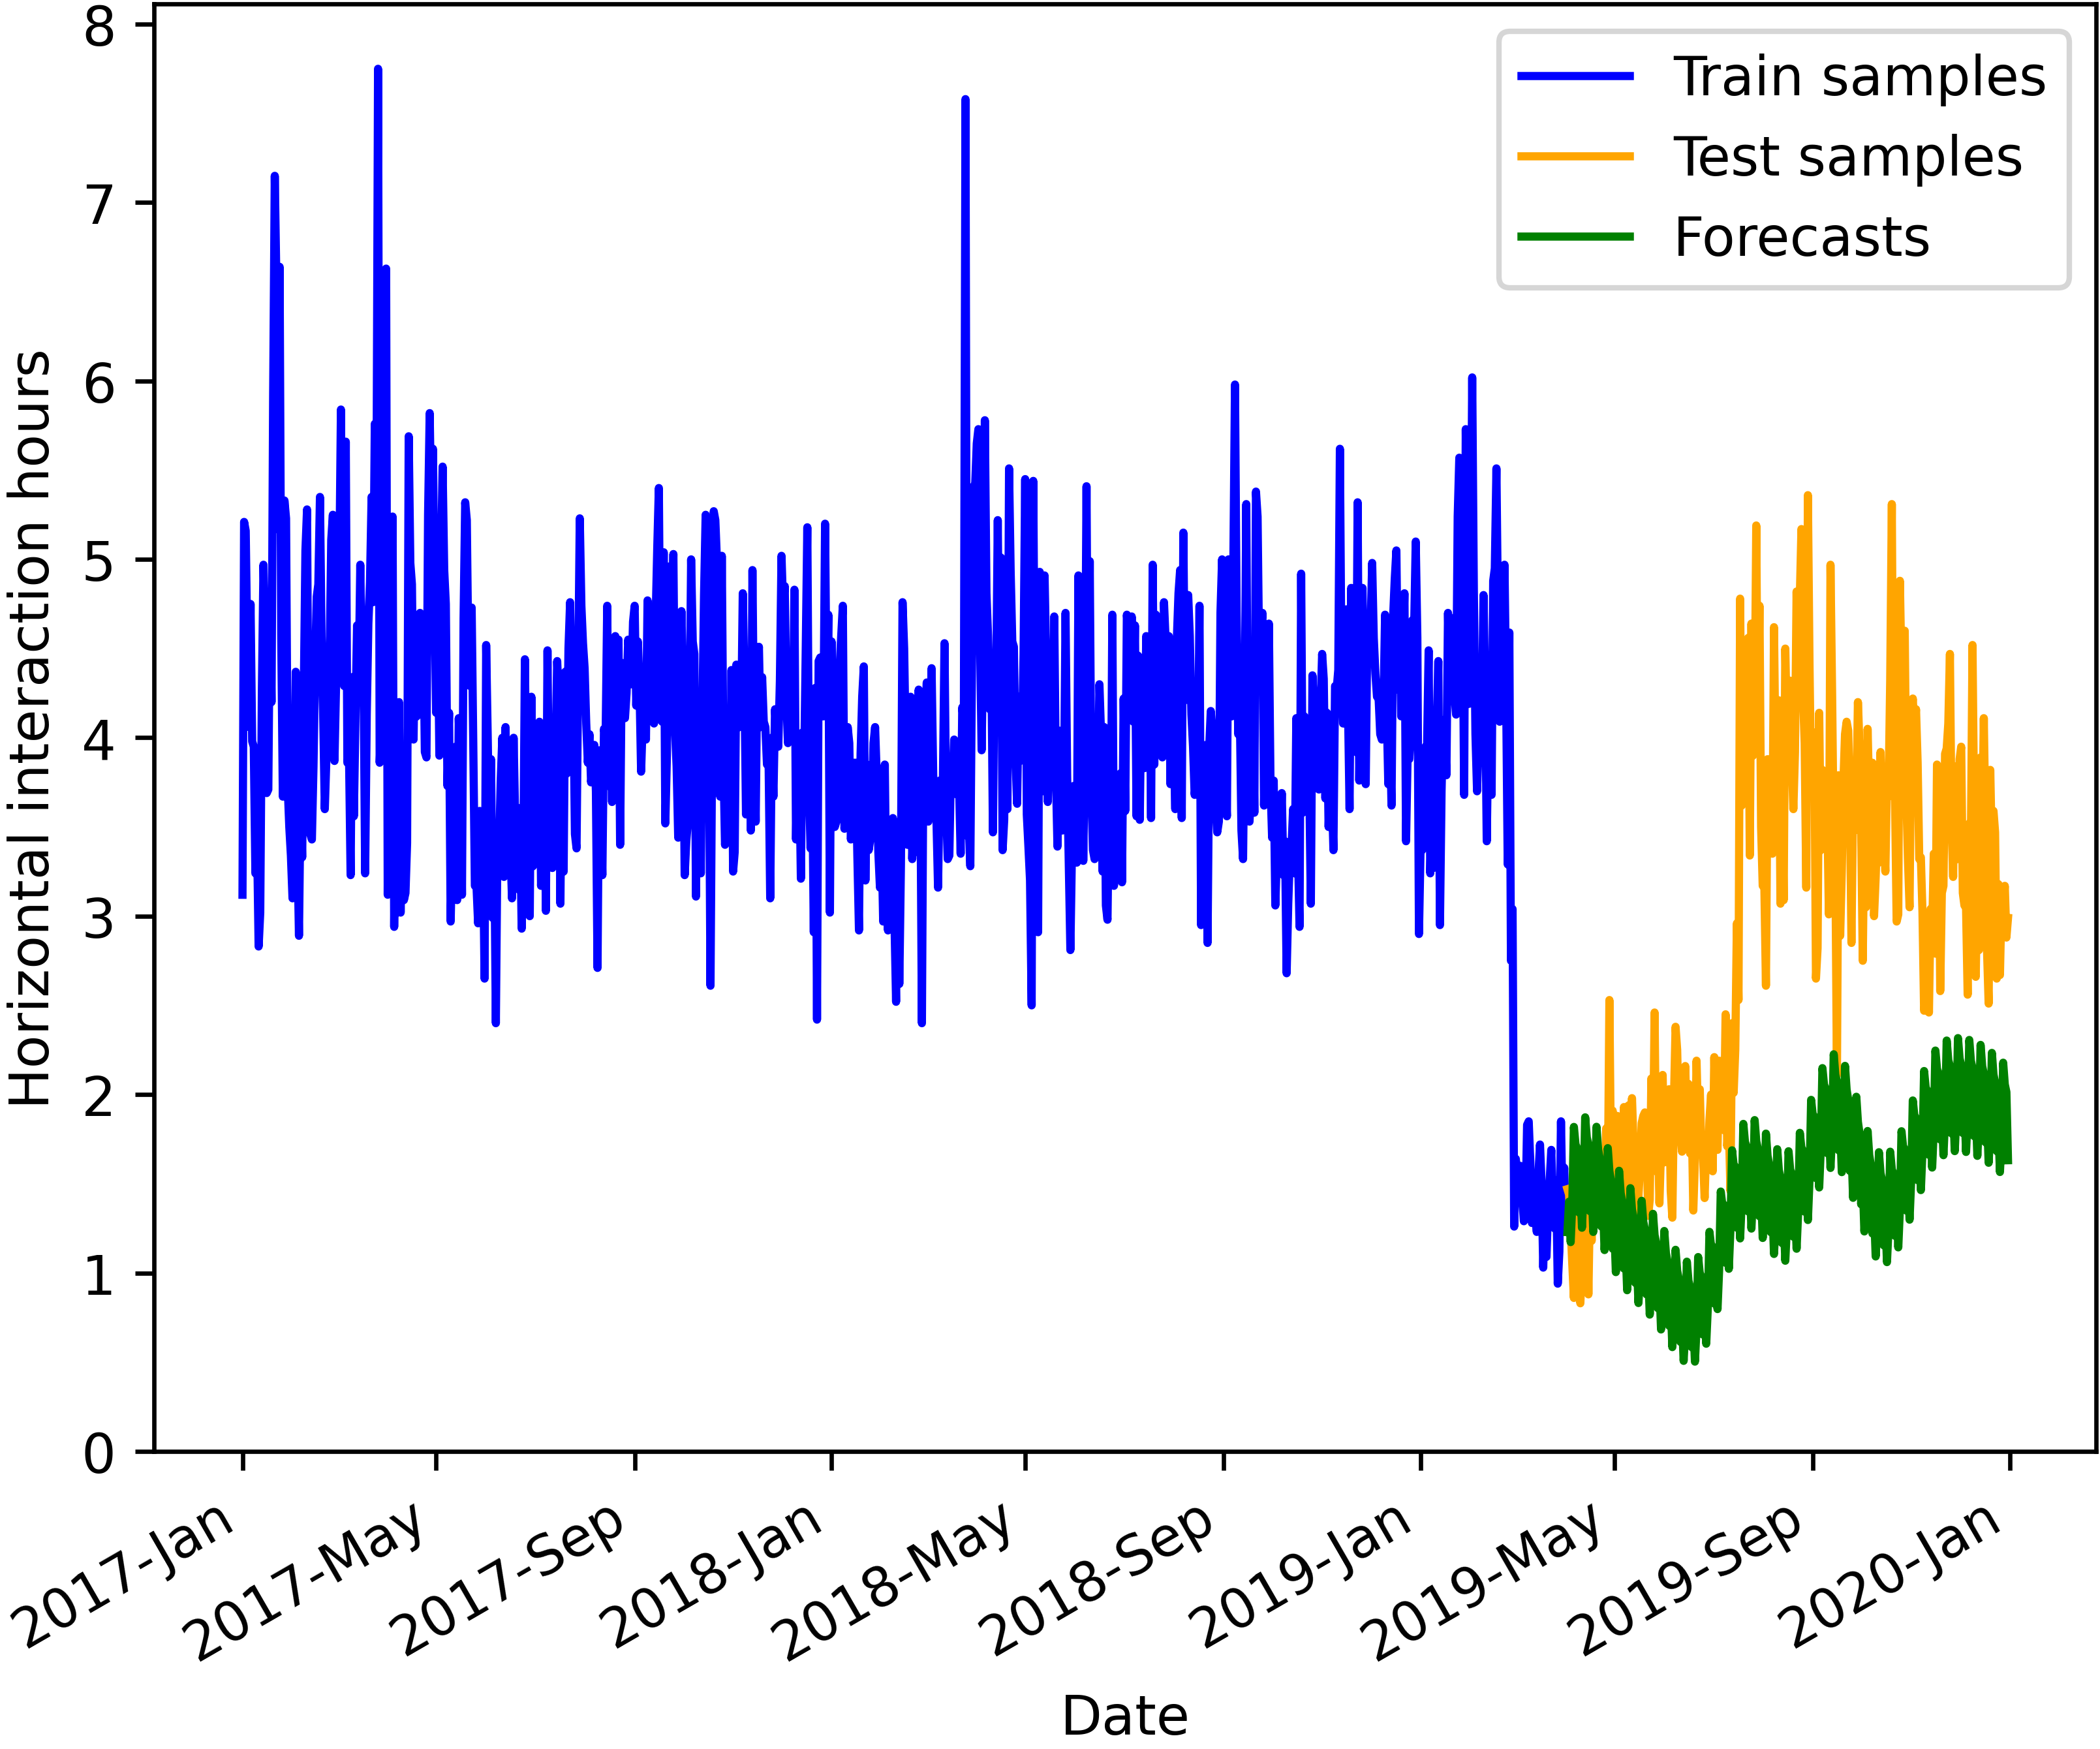 8
7
6
5
4
3
2
1
0
Horizontal interaction hours
Train samples
Test samples
Forecasts
2017-Jan
2017-May
2017-Sep
2018-Jan
2018-May
2018-Sep
2019-Jan
2019-May
2019-Sep
2020-Jan
Date